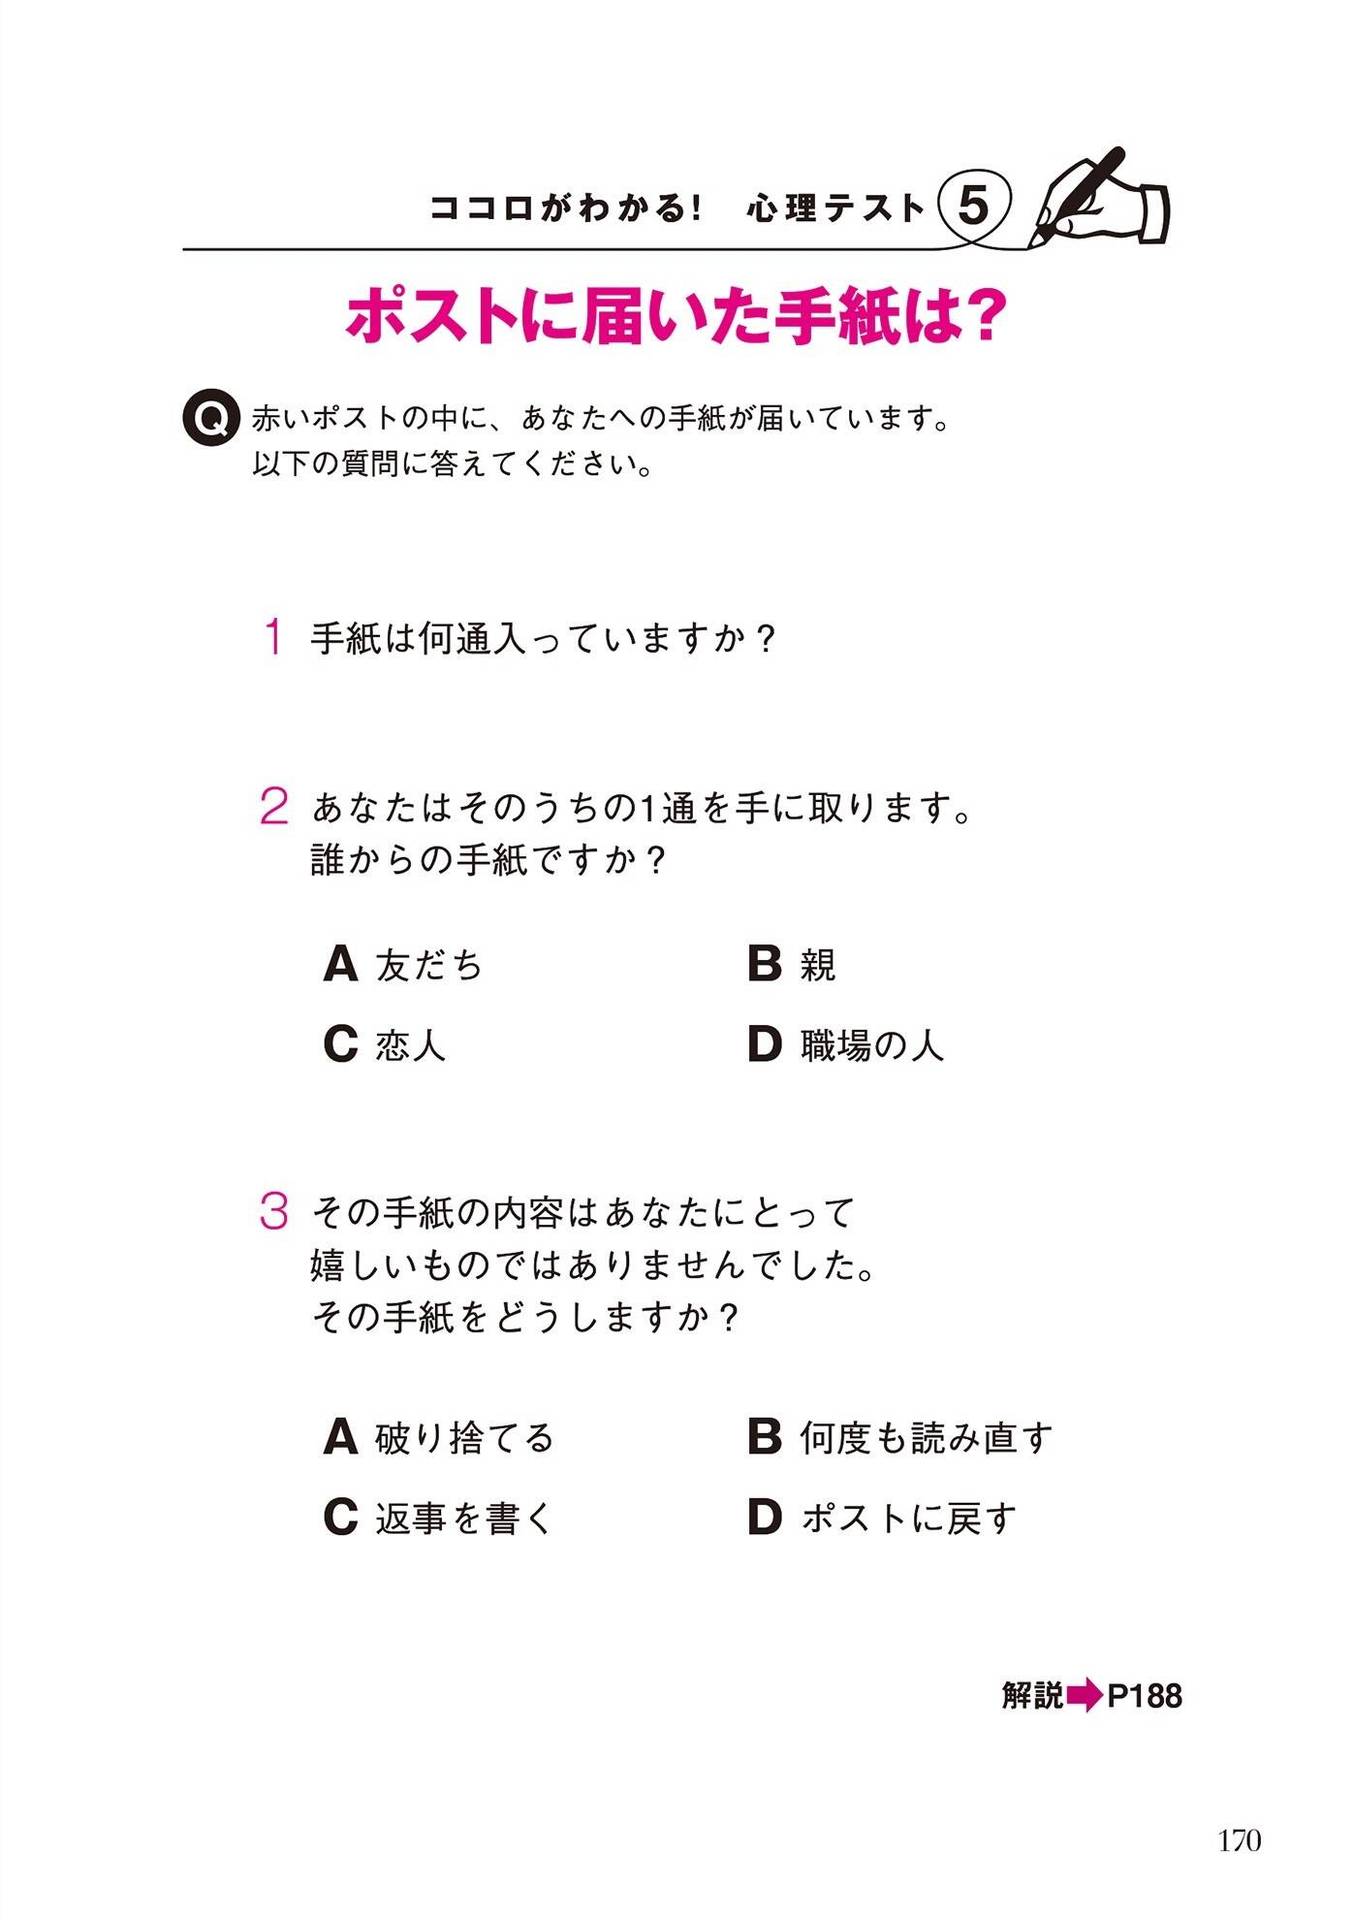 ココロがわかる!　心理テスト 5
ポストに届いた手紙は?
Q 赤いポストの中に、あなたへの手紙が届いています。
以下の質問に答えてください。
1 手紙は何通入っていますか？
2 あなたはそのうちの1通を手に取ります。
誰からの手紙ですか？
A 友だち B 親
C 恋人 D 職場の人
3 その手紙の内容はあなたにとって
嬉しいものではありませんでした。
その手紙をどうしますか？
A 破り捨てる B 何度も読み直す
C 返事を書く D ポストに戻す
解説➡P188
170